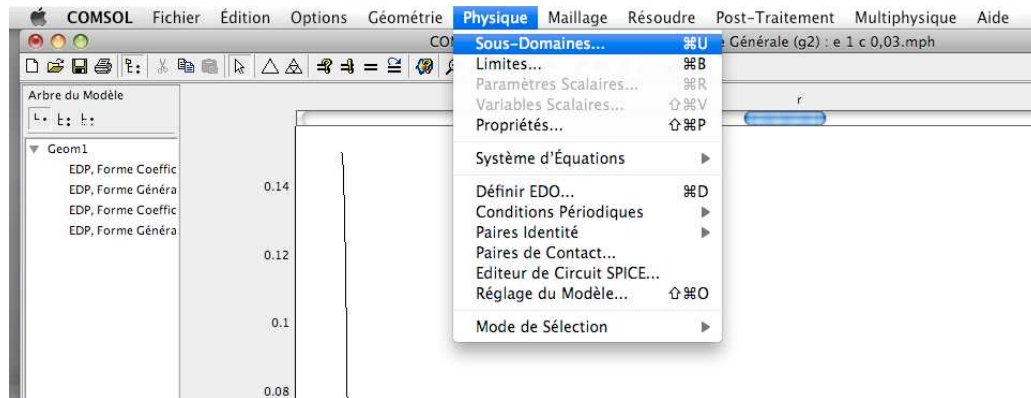 COMSOL Fichier Édition Options Géométrie Physique Maillage Résoudre Post-Traitement Multiphysique Aide
Générale (g2) : e 1 c 0,03.mph
Sous-Domaines... ⌘U
Limites... ⌘B
Paramètres Scalaires... ⌘R
Variables Scalaires... ⇧⌘V
Propriétés... ⇧⌘P
Système d'Équations
Définir EDO... ⌘D
Conditions Périodiques
Paires Identité
Paires de Contact...
Editeur de Circuit SPICE...
Réglage du Modèle... ⇧⌘O
Mode de Sélection
Arbre du Modèle
Geom1
EDP, Forme Coeffic
EDP, Forme Généra
EDP, Forme Coeffic
EDP, Forme Généra
r
0.14
0.12
0.1
0.08